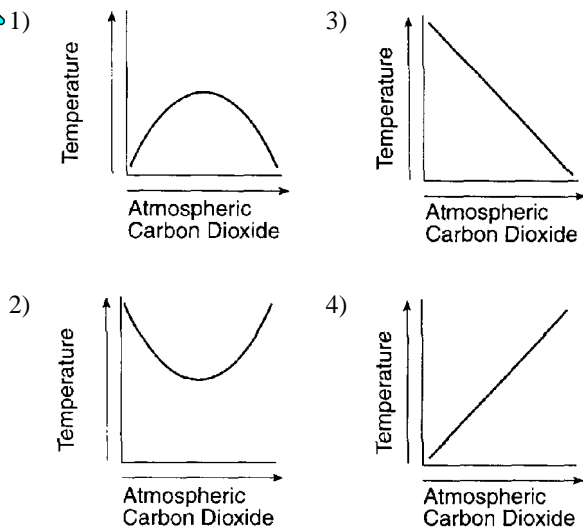 1)
Temperature
Atmospheric
Carbon Dioxide
2)
Temperature
Atmospheric
Carbon Dioxide
3)
Temperature
Atmospheric
Carbon Dioxide
4)
Temperature
Atmospheric
Carbon Dioxide